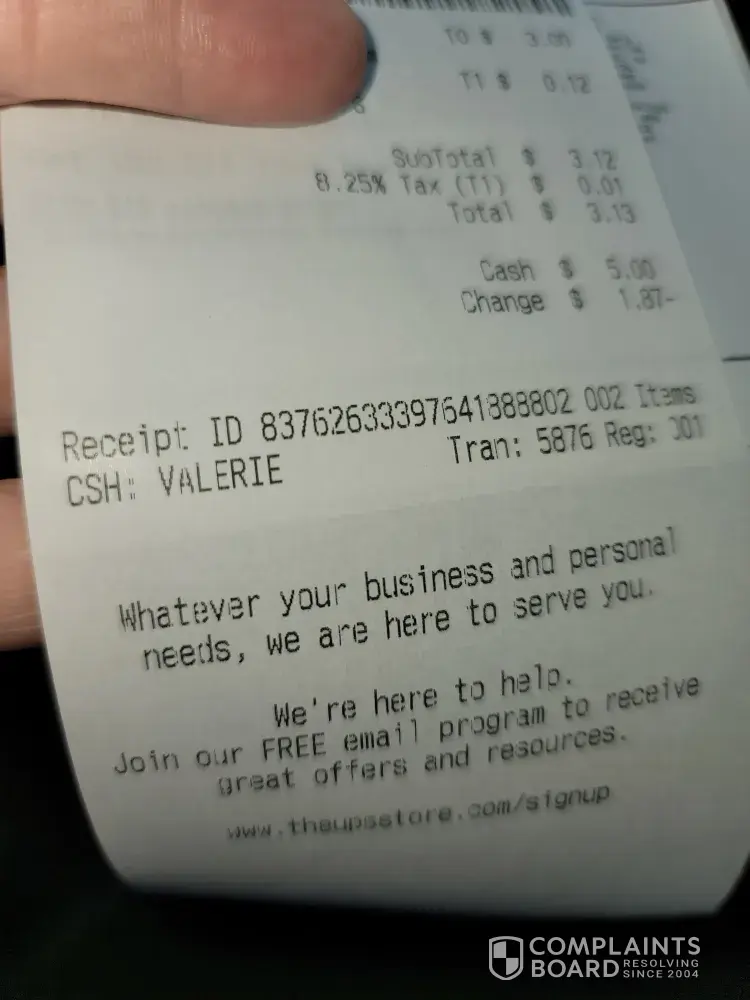 T0 $ 3.00
T1 $ 0.12
SubTotal $ 3.12
8.25% Tax (T1) $ 0.01
Total $ 3.13
Cash $ 5.00
Change $ 1.87-
Receipt ID 83762633397641888802 002 Items
CSH: VALERIE Tran: 5876 Reg: 001
Whatever your business and personal
needs, we are here to serve you.
We're here to help.
Join our FREE email program to receive
great offers and resources.
www.theupsstore.com/signup
COMPLAINTS
BOARD RESOLVING
SINCE 2004